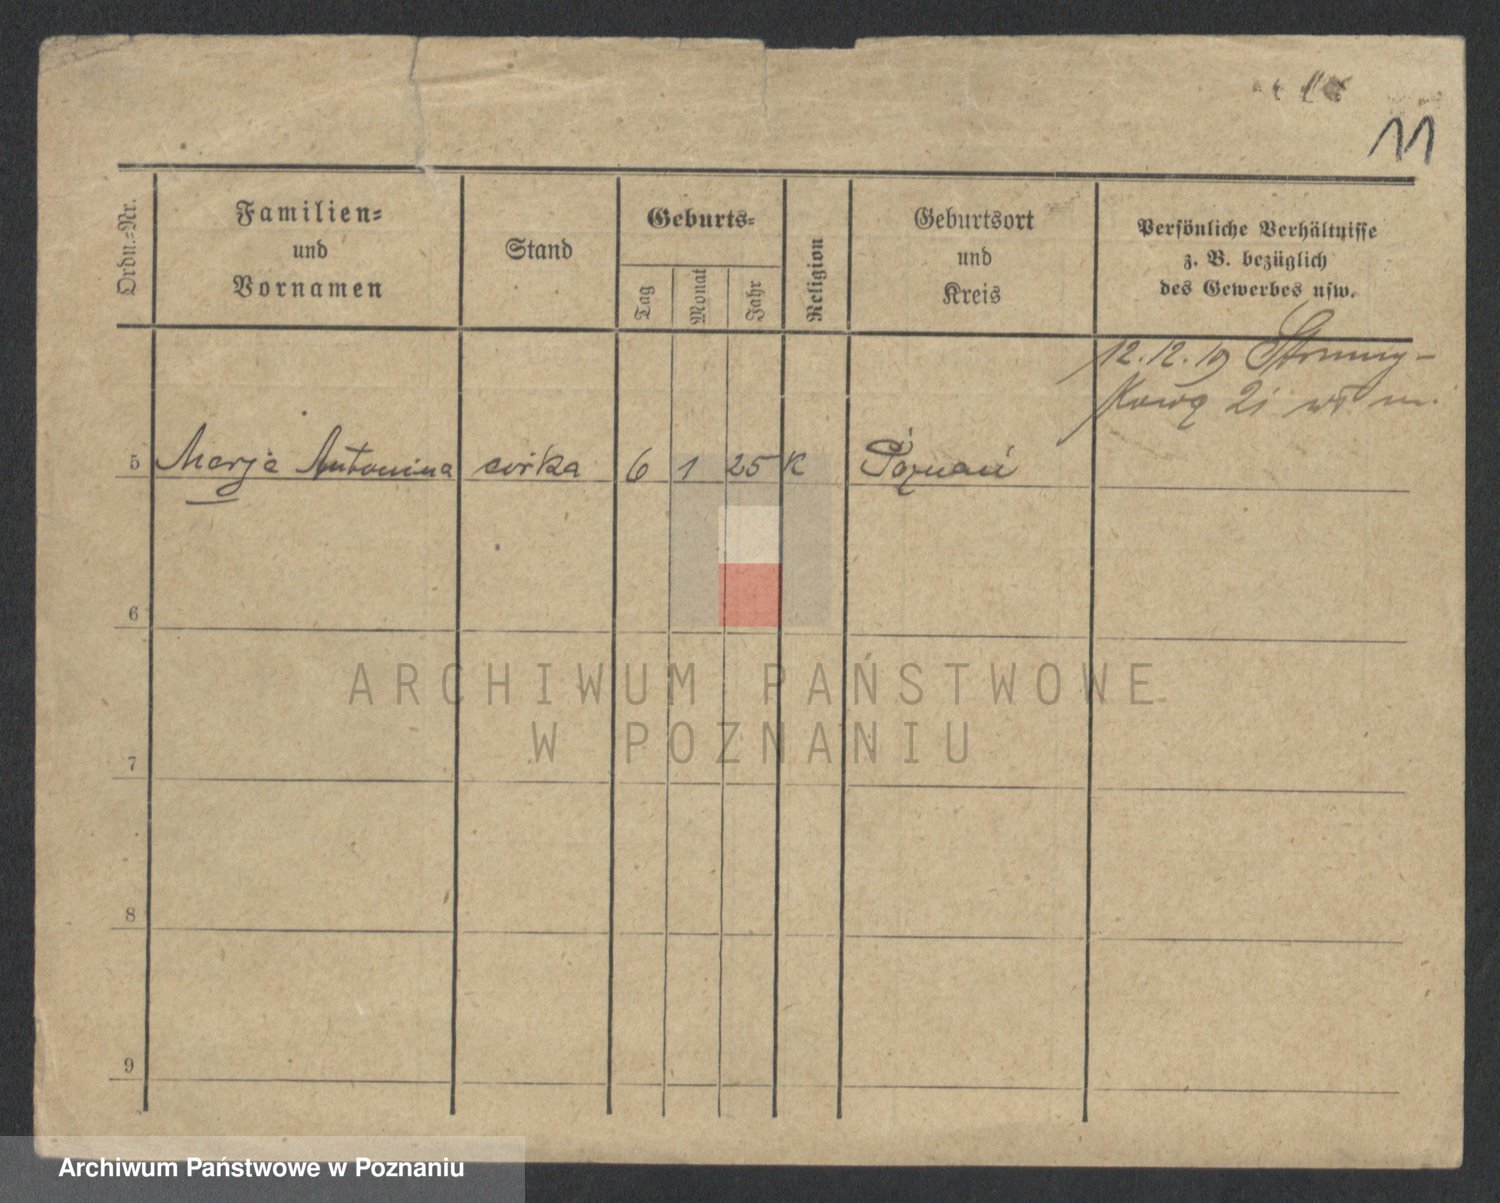 11
Ordn.-Nr.
Familien-
und
Vornamen
Stand
Geburts-
Tag
Monat
Jahr
Religion
Geburtsort
und
Kreis
Persönliche Verhältnisse
z. B. bezüglich
des Gewerbes usw.
12.12.19
21 wł m.
5 Marja Antonina córka 6 1 25 K Poznań
6
ARCHIWUM PAŃSTWOWE
W POZNANIU
7
8
9
Archiwum Państwowe w Poznaniu